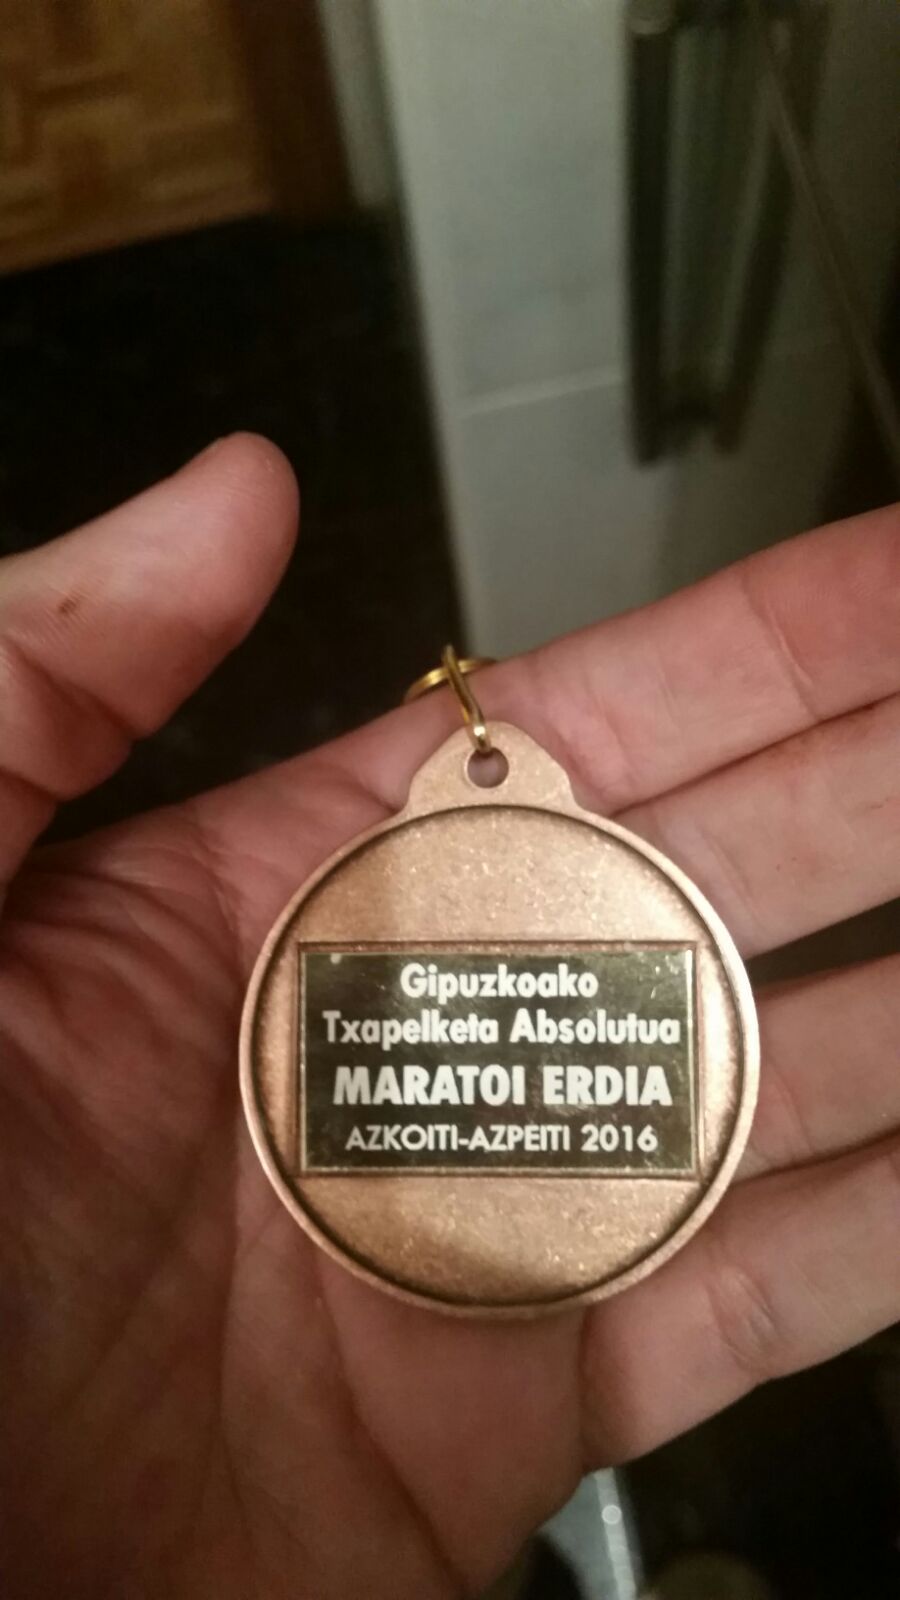 Gipuzkoako
Txapelketa Absolutua
MARATOI ERDIA
AZKOITI-AZPEITI 2016